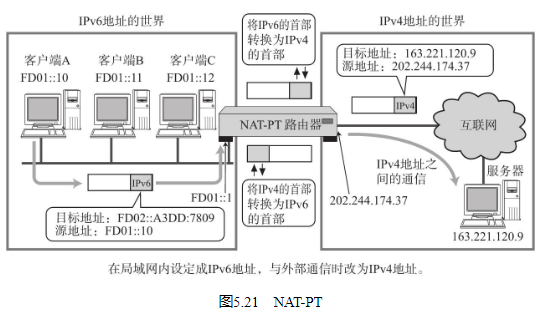 IPv6地址的世界
IPv4地址的世界
将IPv6的首部
转换为IPv4
的首部
客户端A
FD01::10
客户端B
FD01::11
客户端C
FD01::12
目标地址：163.221.120.9
源地址：202.244.174.37
IPv4
NAT-PT 路由器
互联网
IPv6
FD01::1
将IPv4的首部
转换为IPv6
的首部
目标地址：FD02::A3DD:7809
源地址：FD01::10
IPv4地址之
间的通信
202.244.174.37
服务器
163.221.120.9
在局域网内设定成IPv6地址，与外部通信时改为IPv4地址。
图5.21 NAT-PT